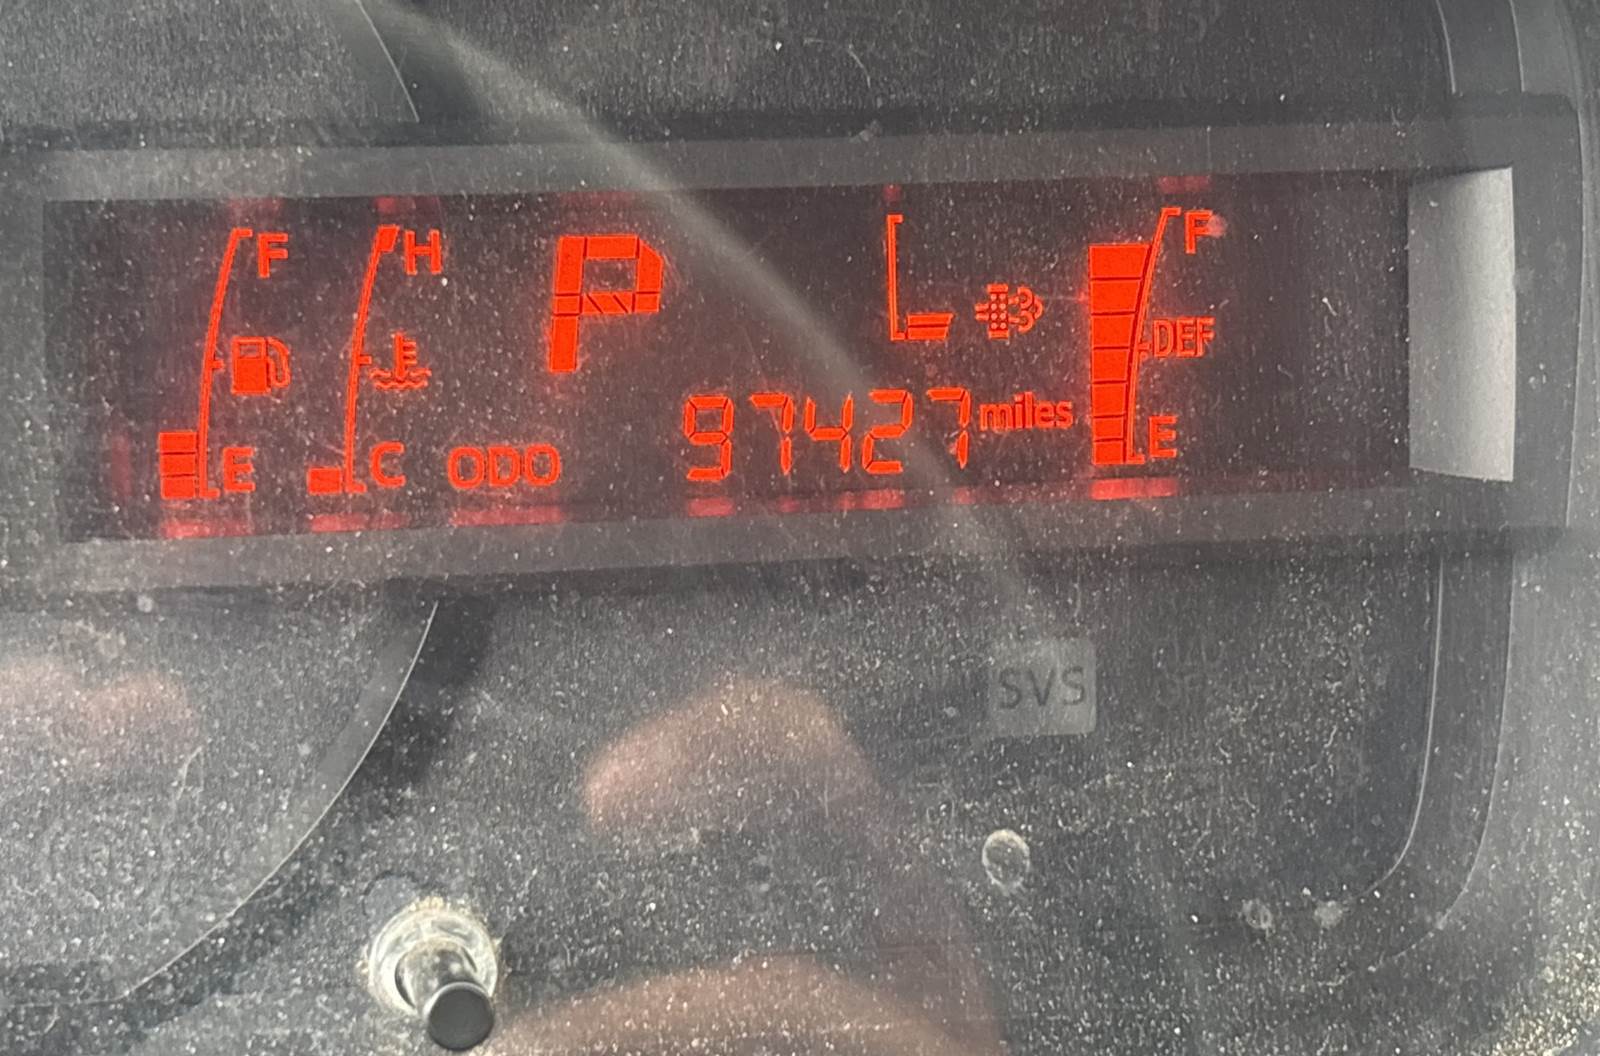 F H P F
DEF
97427 miles
E C ODO E
SVS